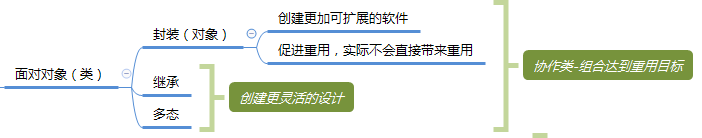 创建更加可扩展的软件
封装（对象）
促进重用，实际不会直接带来重用
协作类-组合达到重用目标
面对对象（类）
继承
创建更灵活的设计
多态